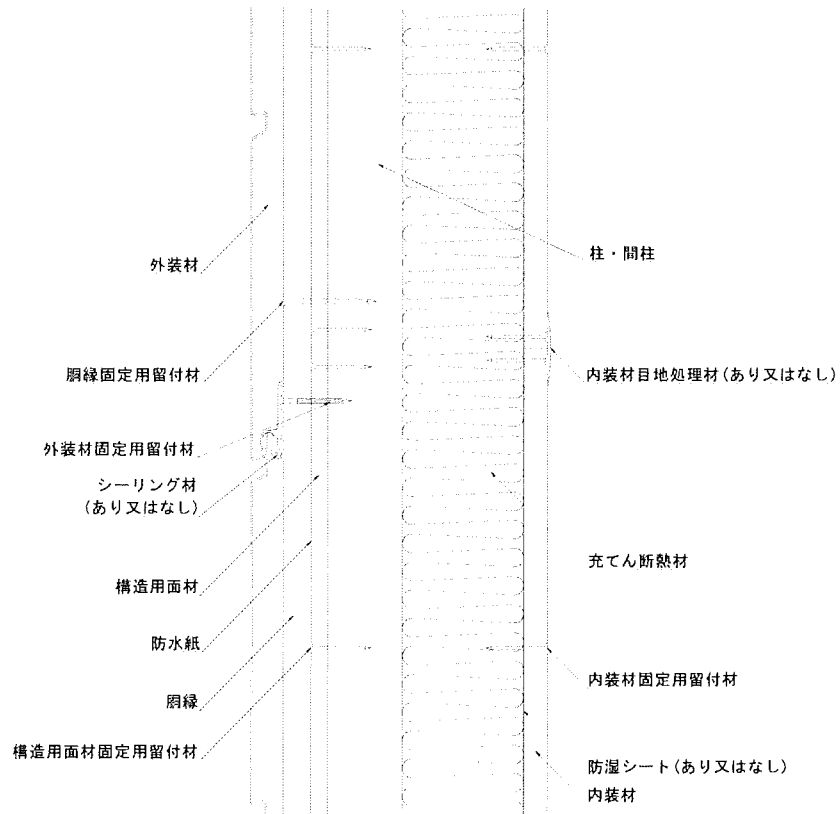 外装材
胴縁固定用留付材
外装材固定用留付材
シーリング材
(あり又はなし)
構造用面材
防水紙
胴縁
構造用面材固定用留付材
柱・間柱
内装材目地処理材(あり又はなし)
充てん断熱材
内装材固定用留付材
防湿シート(あり又はなし)
内装材